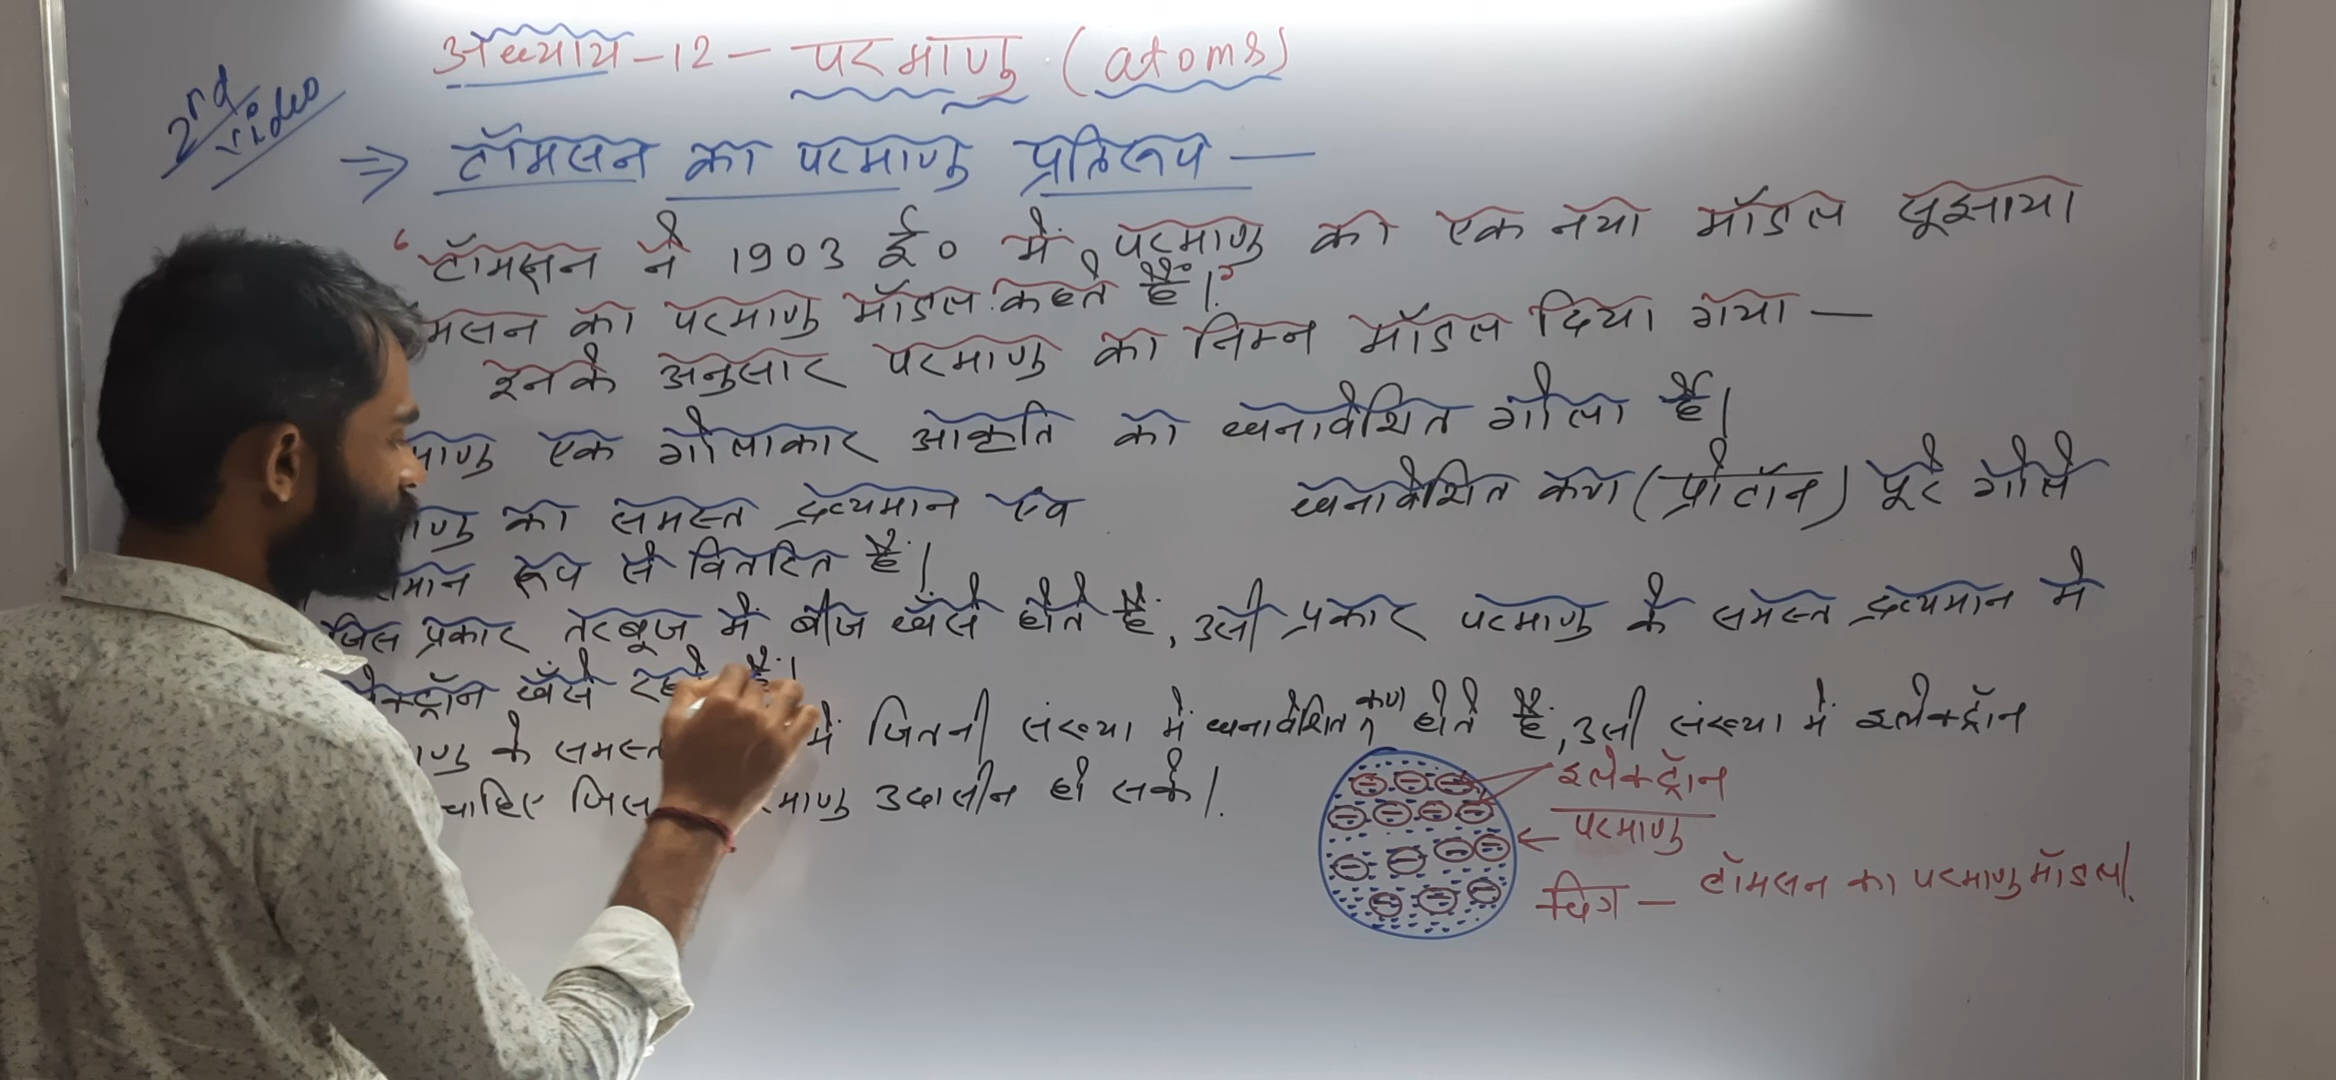 2nd video
अध्याय-12- परमाणु (atoms)
⇒ टॉमसन का परमाणु प्रतिरूप —
"टॉमसन ने 1903 ई० में, परमाणु का एक नया मॉडल सूझाया
मसन का परमाणु मॉडल कहते हैं।"
इनके अनुसार परमाणु का निम्न मॉडल दिया गया —
माणु एक गोलाकार आकृति का धनावेशित गोला है।
णु का समस्त द्रव्यमान एवं धनावेशित कण (प्रोटॉन) पूरे गोले
मान रूप से वितरित है।
जिस प्रकार तरबूज में बीज धँसे होते हैं, उसी प्रकार परमाणु के समस्त द्रव्यमान में
क्ट्रॉन धँसे रहते हैं।
णु के समस्त में जितनी संख्या में धनावेशित कण होते हैं, उसी संख्या में इलेक्ट्रॉन
चाहिए जिस माणु उदासीन हो सके।
इलेक्ट्रॉन
परमाणु
चित्र — टॉमसन का परमाणु मॉडल।